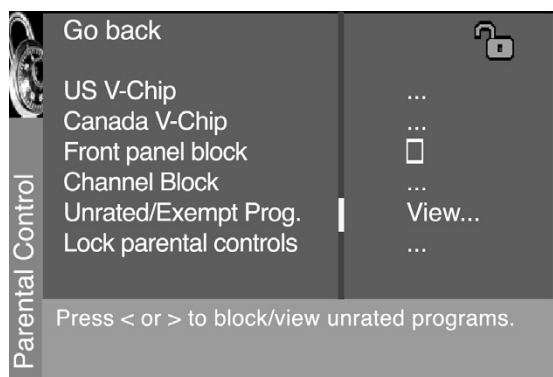 Go back
US V-Chip ...
Canada V-Chip ...
Front panel block
Channel Block ...
Unrated/Exempt Prog. View...
Lock parental controls ...
Parental Control
Press < or > to block/view unrated programs.